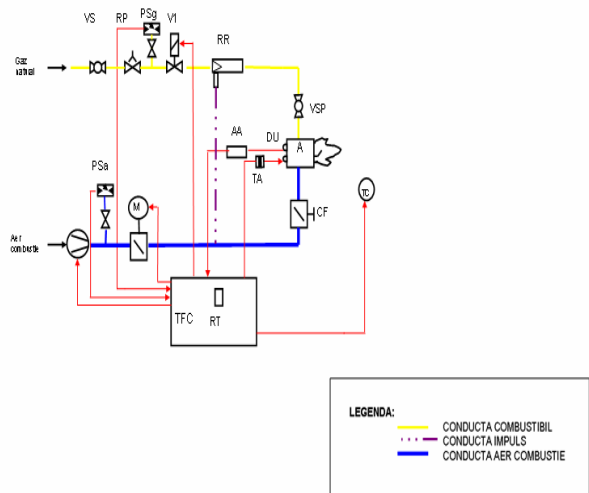 VS RP PSg V1
RR
Gaz
natural
VSP
AA DU A
TA
PSa
TC
M
CF
Aer
combustie
TFC RT
LEGENDA:
CONDUCTA COMBUSTIBIL
CONDUCTA IMPULS
CONDUCTA AER COMBUSTIE